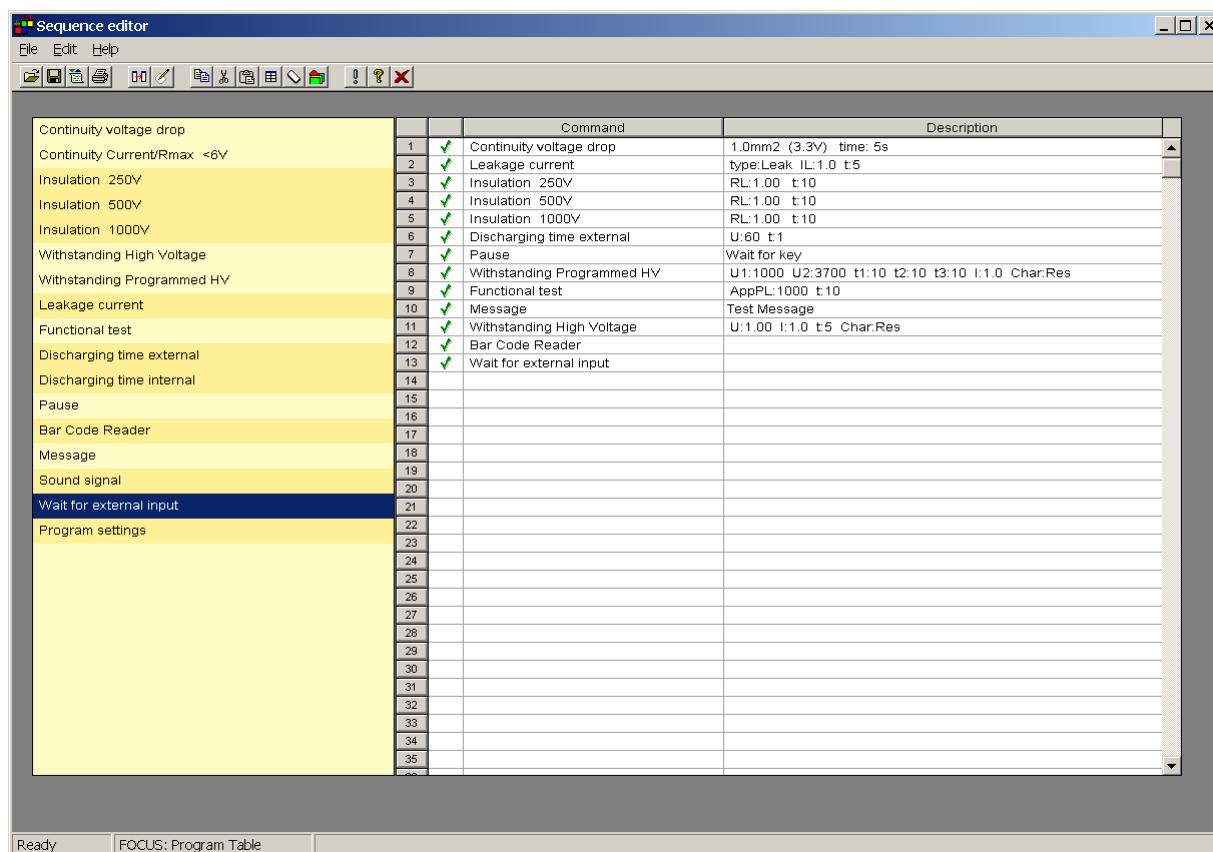 Sequence editor
File Edit Help
Continuity voltage drop
Continuity Current/Rmax <6V
Insulation 250V
Insulation 500V
Insulation 1000V
Withstanding High Voltage
Withstanding Programmed HV
Leakage current
Functional test
Discharging time external
Discharging time internal
Pause
Bar Code Reader
Message
Sound signal
Wait for external input
Program settings
Command Description
1 Continuity voltage drop 1.0mm2 (3.3V) time: 5s
2 Leakage current type:Leak IL:1.0 t:5
3 Insulation 250V RL:1.00 t:10
4 Insulation 500V RL:1.00 t:10
5 Insulation 1000V RL:1.00 t:10
6 Discharging time external U:60 t:1
7 Pause Wait for key
8 Withstanding Programmed HV U1:1000 U2:3700 t1:10 t2:10 t3:10 I:1.0 Char:Res
9 Functional test AppPL:1000 t:10
10 Message Test Message
11 Withstanding High Voltage U:1.00 I:1.0 t:5 Char:Res
12 Bar Code Reader
13 Wait for external input
14
15
16
17
18
19
20
21
22
23
24
25
26
27
28
29
30
31
32
33
34
35
Ready FOCUS: Program Table